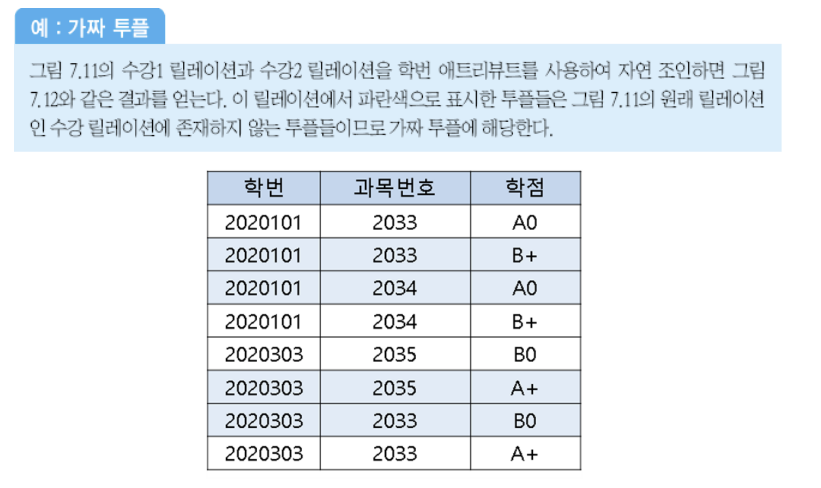 예 : 가짜 투플
그림 7.11의 수강1 릴레이션과 수강2 릴레이션을 학번 애트리뷰트를 사용하여 자연 조인하면 그림
7.12와 같은 결과를 얻는다. 이 릴레이션에서 파란색으로 표시한 투플들은 그림 7.11의 원래 릴레이션
인 수강 릴레이션에 존재하지 않는 투플들이므로 가짜 투플에 해당한다.
학번 과목번호 학점
2020101 2033 A0
2020101 2033 B+
2020101 2034 A0
2020101 2034 B+
2020303 2035 B0
2020303 2035 A+
2020303 2033 B0
2020303 2033 A+